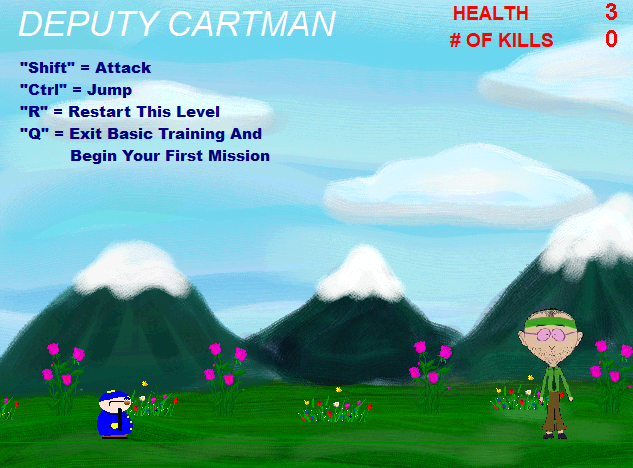 DEPUTY CARTMAN
HEALTH 3
# OF KILLS 0
"Shift" = Attack
"Ctrl" = Jump
"R" = Restart This Level
"Q" = Exit Basic Training And
Begin Your First Mission